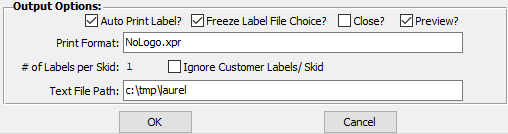 Output Options:
Auto Print Label? Freeze Label File Choice? Close? Preview?
Print Format: NoLogo.xpr
# of Labels per Skid: 1 Ignore Customer Labels/ Skid
Text File Path: c:\tmp\laurel
OK Cancel